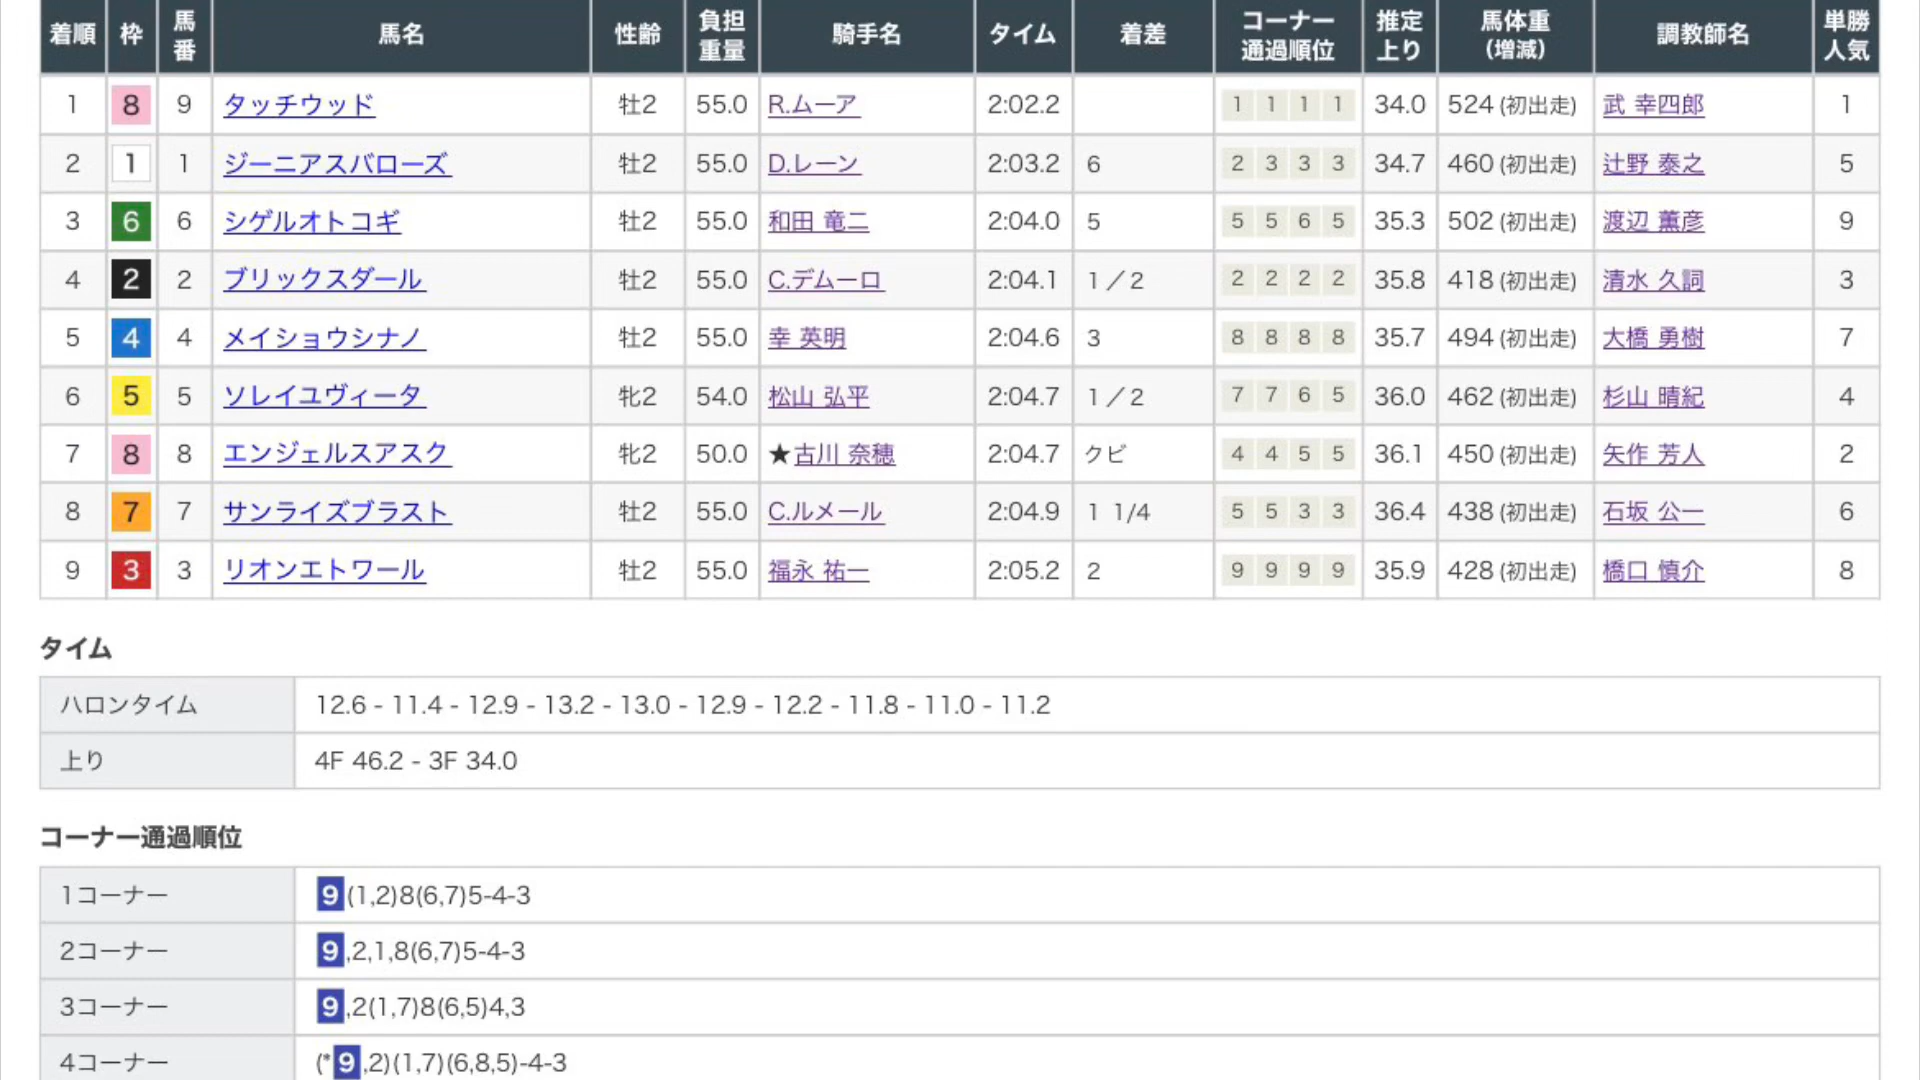 着順 枠 馬番 馬名 性齢 負担重量 騎手名 タイム 着差 コーナー通過順位 推定上り 馬体重(増減) 調教師名 単勝人気
1 8 9 タッチウッド 牡2 55.0 R.ムーア 2:02.2 1 1 1 1 34.0 524 (初出走) 武 幸四郎 1
2 1 1 ジーニアスバローズ 牡2 55.0 D.レーン 2:03.2 6 2 3 3 3 34.7 460 (初出走) 辻野 泰之 5
3 6 6 シゲルオトコギ 牡2 55.0 和田 竜二 2:04.0 5 5 5 6 5 35.3 502 (初出走) 渡辺 薫彦 9
4 2 2 ブリックスダール 牡2 55.0 C.デムーロ 2:04.1 1/2 2 2 2 2 35.8 418 (初出走) 清水 久詞 3
5 4 4 メイショウシナノ 牡2 55.0 幸 英明 2:04.6 3 8 8 8 8 35.7 494 (初出走) 大橋 勇樹 7
6 5 5 ソレイユヴィータ 牝2 54.0 松山 弘平 2:04.7 1/2 7 7 6 5 36.0 462 (初出走) 杉山 晴紀 4
7 8 8 エンジェルスアスク 牝2 50.0 ★古川 奈穂 2:04.7 クビ 4 4 5 5 36.1 450 (初出走) 矢作 芳人 2
8 7 7 サンライズブラスト 牡2 55.0 C.ルメール 2:04.9 1 1/4 5 5 3 3 36.4 438 (初出走) 石坂 公一 6
9 3 3 リオンエトワール 牡2 55.0 福永 祐一 2:05.2 2 9 9 9 9 35.9 428 (初出走) 橋口 慎介 8
タイム
ハロンタイム 12.6 - 11.4 - 12.9 - 13.2 - 13.0 - 12.9 - 12.2 - 11.8 - 11.0 - 11.2
上り 4F 46.2 - 3F 34.0
コーナー通過順位
1コーナー 9(1,2)8(6,7)5-4-3
2コーナー 9,2,1,8(6,7)5-4-3
3コーナー 9,2(1,7)8(6,5)4,3
4コーナー (*9,2)(1,7)(6,8,5)-4-3